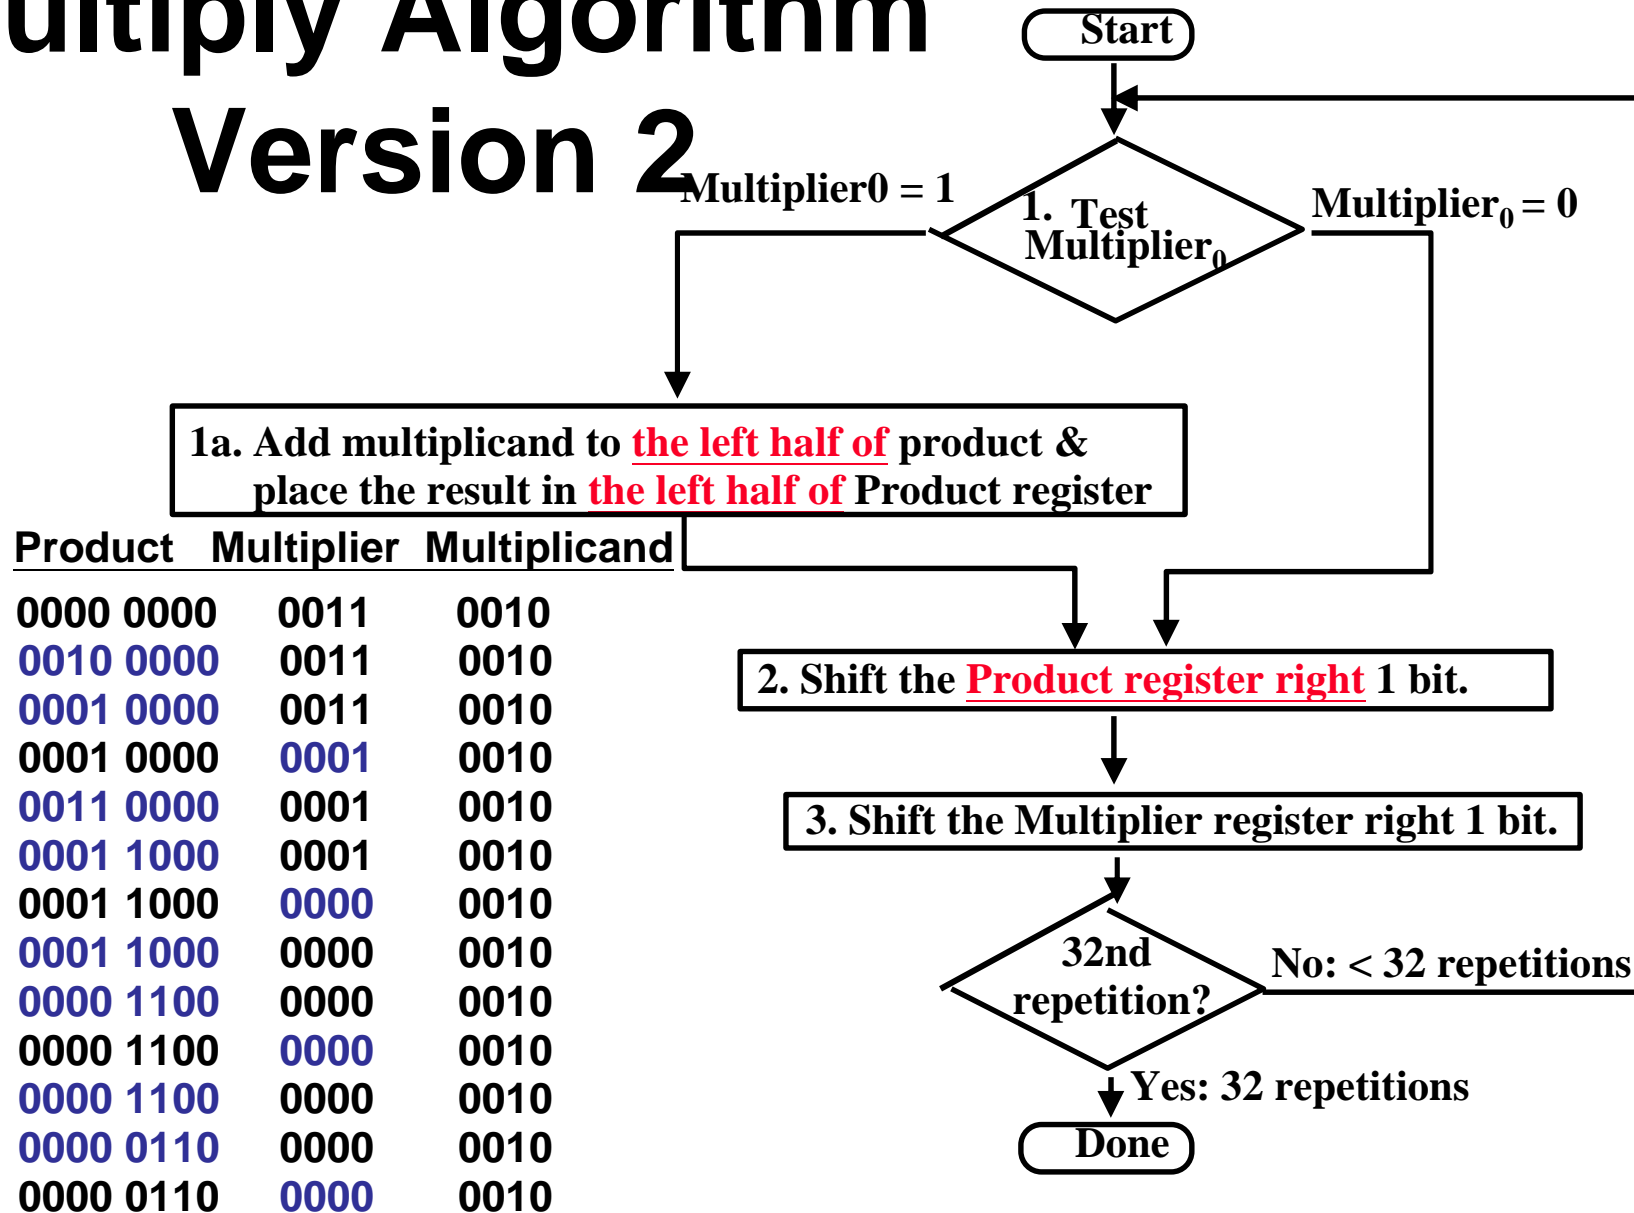 ultiply Algorithm
Version 2
Start
Multiplier0 = 1
1. Test
Multiplier₀
Multiplier₀ = 0
1a. Add multiplicand to the left half of product &
place the result in the left half of Product register
Product Multiplier Multiplicand
0000 0000 0011 0010
0010 0000 0011 0010
0001 0000 0011 0010
0001 0000 0001 0010
0011 0000 0001 0010
0001 1000 0001 0010
0001 1000 0000 0010
0001 1000 0000 0010
0000 1100 0000 0010
0000 1100 0000 0010
0000 1100 0000 0010
0000 0110 0000 0010
0000 0110 0000 0010
2. Shift the Product register right 1 bit.
3. Shift the Multiplier register right 1 bit.
32nd
repetition?
No: < 32 repetitions
Yes: 32 repetitions
Done